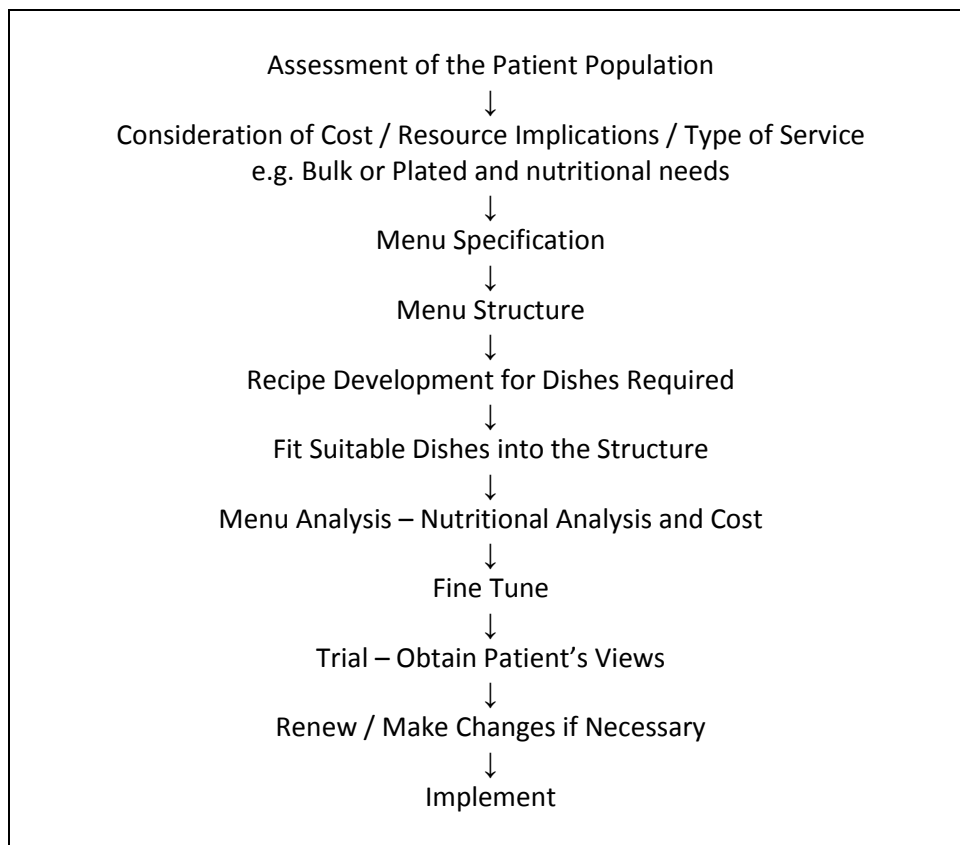 Assessment of the Patient Population
↓
Consideration of Cost / Resource Implications / Type of Service
e.g. Bulk or Plated and nutritional needs
↓
Menu Specification
↓
Menu Structure
↓
Recipe Development for Dishes Required
↓
Fit Suitable Dishes into the Structure
↓
Menu Analysis – Nutritional Analysis and Cost
↓
Fine Tune
↓
Trial – Obtain Patient’s Views
↓
Renew / Make Changes if Necessary
↓
Implement